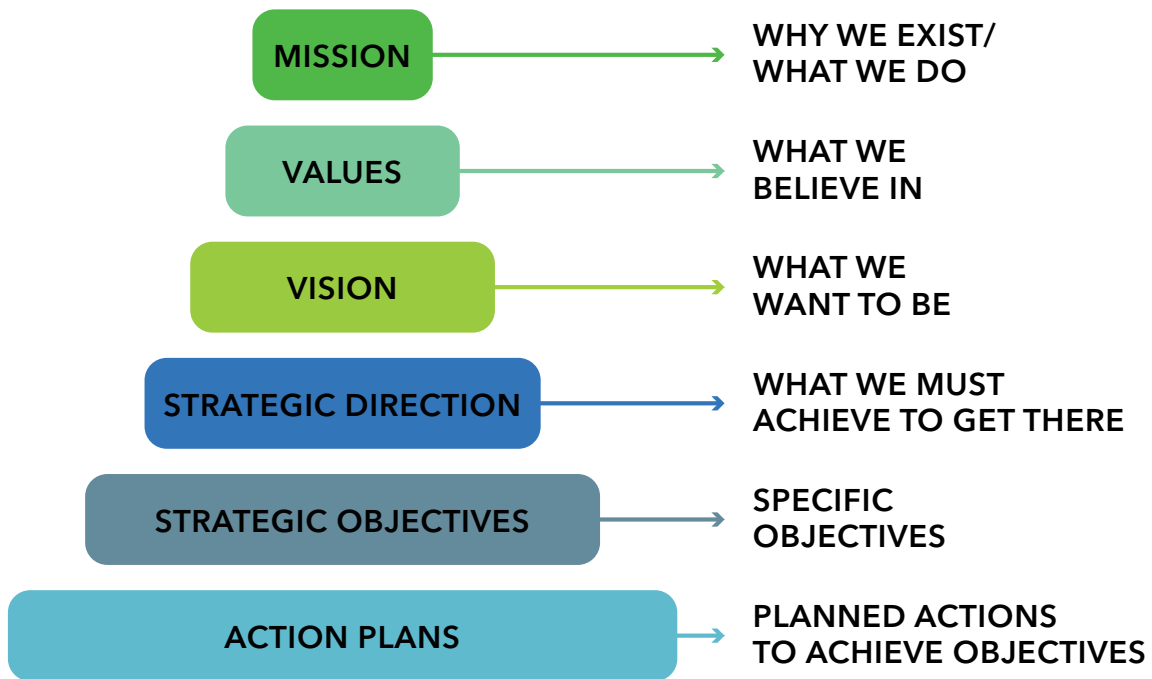 MISSION
WHY WE EXIST/
WHAT WE DO
VALUES
WHAT WE
BELIEVE IN
VISION
WHAT WE
WANT TO BE
STRATEGIC DIRECTION
WHAT WE MUST
ACHIEVE TO GET THERE
STRATEGIC OBJECTIVES
SPECIFIC
OBJECTIVES
ACTION PLANS
PLANNED ACTIONS
TO ACHIEVE OBJECTIVES